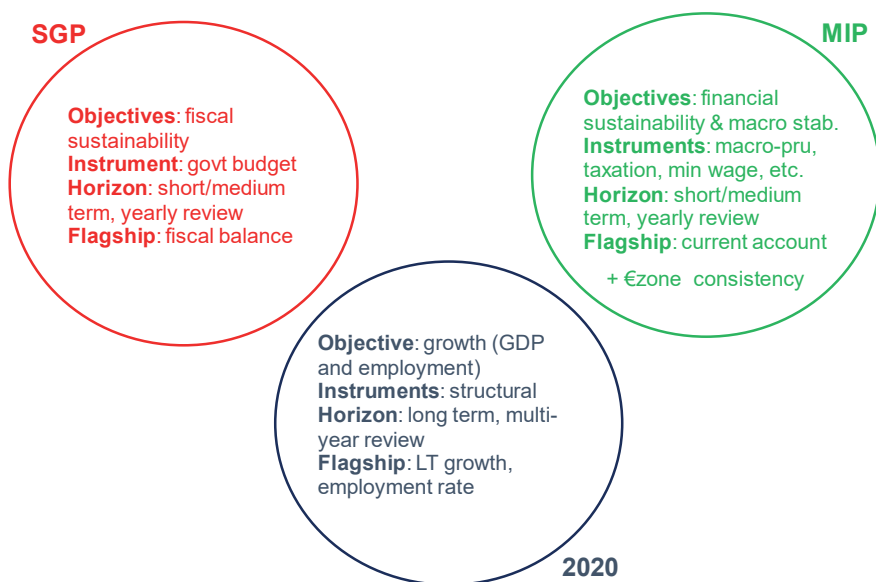 SGP
Objectives: fiscal
sustainability
Instrument: govt budget
Horizon: short/medium
term, yearly review
Flagship: fiscal balance
MIP
Objectives: financial
sustainability & macro stab.
Instruments: macro-pru,
taxation, min wage, etc.
Horizon: short/medium
term, yearly review
Flagship: current account
+ €zone consistency
Objective: growth (GDP
and employment)
Instruments: structural
Horizon: long term, multi-
year review
Flagship: LT growth,
employment rate
2020